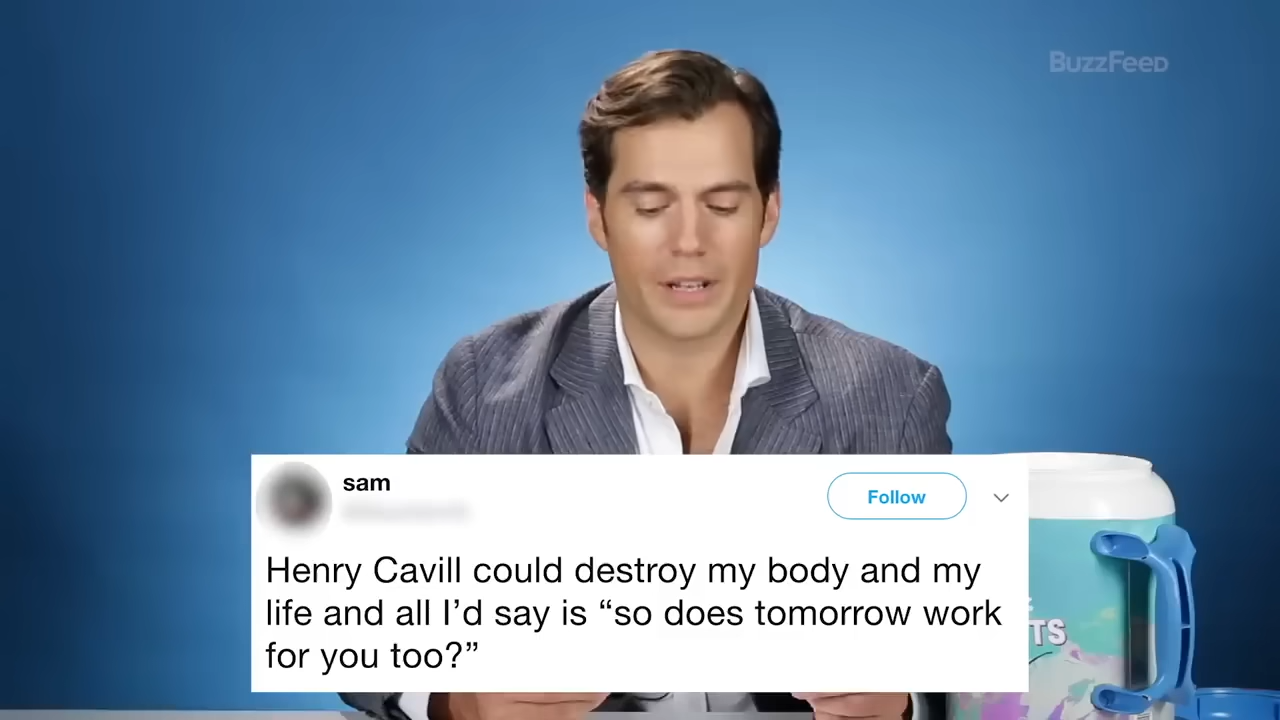 BuzzFeed
sam
Follow
Henry Cavill could destroy my body and my
life and all I’d say is “so does tomorrow work
for you too?”
TS